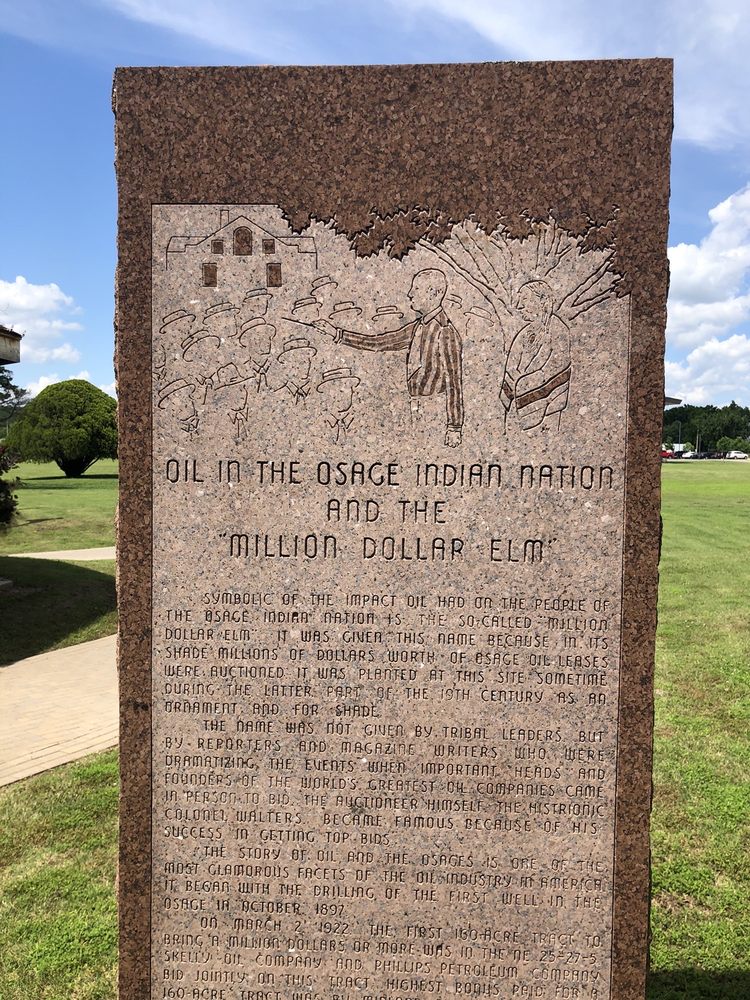 OIL IN THE OSAGE INDIAN NATION
AND THE
"MILLION DOLLAR ELM"
SYMBOLIC OF THE IMPACT OIL HAD ON THE PEOPLE OF
THE OSAGE INDIAN NATION IS THE SO-CALLED "MILLION
DOLLAR ELM". IT WAS GIVEN THIS NAME BECAUSE IN ITS
SHADE MILLIONS OF DOLLARS WORTH OF OSAGE OIL LEASES
WERE AUCTIONED. IT WAS PLANTED AT THIS SITE SOMETIME
DURING THE LATTER PART OF THE 19TH CENTURY AS AN
ORNAMENT AND FOR SHADE.
THE NAME WAS NOT GIVEN BY TRIBAL LEADERS, BUT
BY REPORTERS AND MAGAZINE WRITERS WHO WERE
DRAMATIZING THE EVENTS WHEN IMPORTANT HEADS AND
FOUNDERS OF THE WORLD'S GREATEST OIL COMPANIES CAME
IN PERSON TO BID. THE AUCTIONEER HIMSELF, THE HISTRIONIC
COLONEL WALTERS, BECAME FAMOUS BECAUSE OF HIS
SUCCESS IN GETTING TOP BIDS.
THE STORY OF OIL AND THE OSAGES IS ONE OF THE
MOST GLAMOROUS FACETS OF THE OIL INDUSTRY IN AMERICA.
IT BEGAN WITH THE DRILLING OF THE FIRST WELL IN THE
OSAGE IN OCTOBER, 1897.
ON MARCH 2, 1922, THE FIRST 160-ACRE TRACT TO
BRING A MILLION DOLLARS OR MORE WAS IN THE NE 25-27-5.
SKELLY OIL COMPANY AND PHILLIPS PETROLEUM COMPANY
BID JOINTLY ON THIS TRACT. HIGHEST BONUS PAID FOR A
160-ACRE TRACT WAS BY